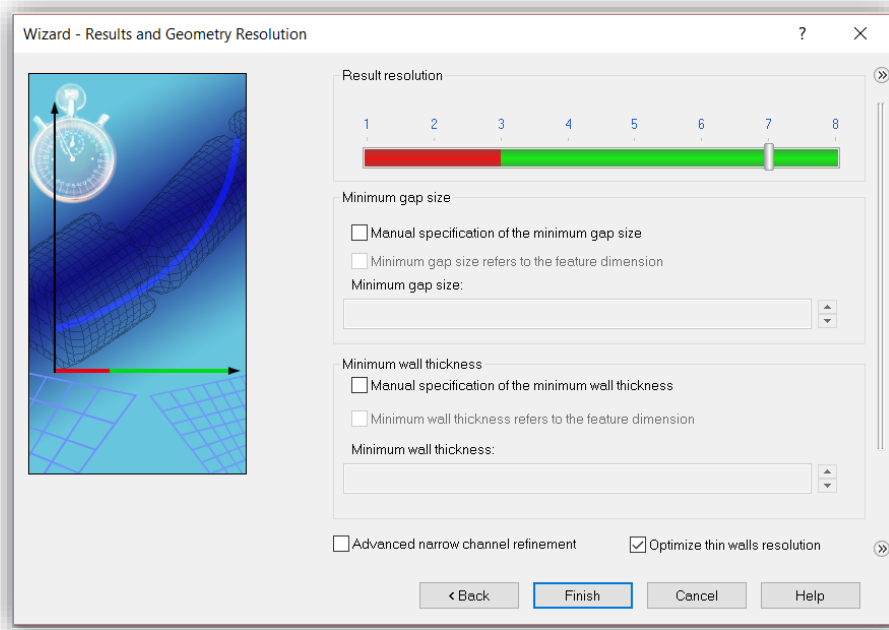 Wizard - Results and Geometry Resolution
?
Result resolution
1 2 3 4 5 6 7 8
Minimum gap size
Manual specification of the minimum gap size
Minimum gap size refers to the feature dimension
Minimum gap size:
Minimum wall thickness
Manual specification of the minimum wall thickness
Minimum wall thickness refers to the feature dimension
Minimum wall thickness:
Advanced narrow channel refinement Optimize thin walls resolution
< Back Finish Cancel Help